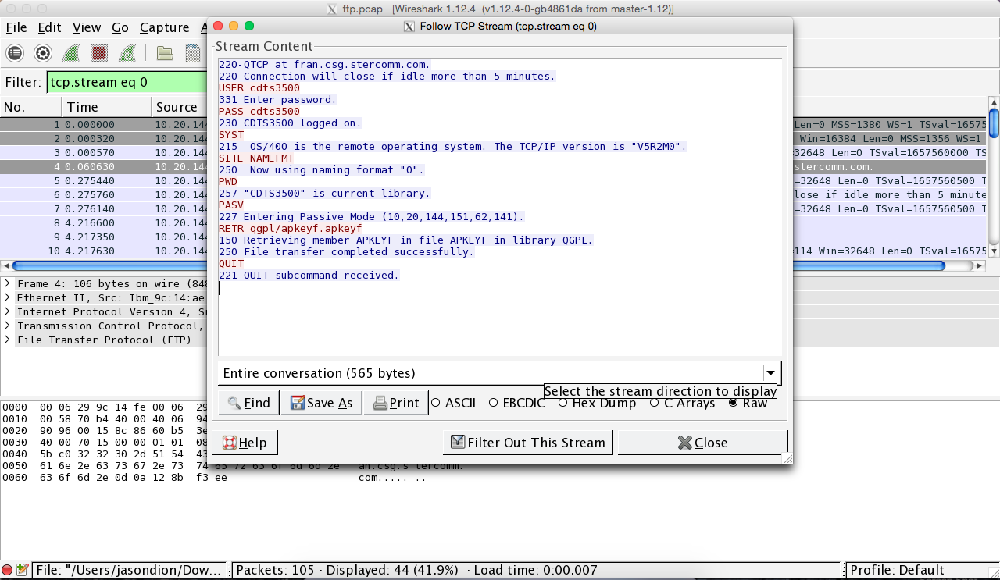 ftp.pcap [Wireshark 1.12.4 (v1.12.4-0-gb4861da from master-1.12)]
File Edit View Go Capture A
Follow TCP Stream (tcp.stream eq 0)
Filter: tcp.stream eq 0
No. Time Source
1 0.000000 10.20.144 Len=0 MSS=1380 WS=1 TSval=16575
2 0.000320 10.20.144 Win=16384 Len=0 MSS=1356 WS=1
3 0.000570 10.20.144 32648 Len=0 TSval=1657560000 TS
4 0.060630 10.20.144 stercomm.com.
5 0.275440 10.20.144 =32648 Len=0 TSval=1657560500 TS
6 0.275760 10.20.144 lose if idle more than 5 minute
7 0.276140 10.20.144 =32648 Len=0 TSval=1657560500 TS
8 4.216600 10.20.144
9 4.217350 10.20.144
10 4.217630 10.20.144 114 Win=32648 Len=0 TSval=16575
Stream Content
220-QTCP at fran.csg.stercomm.com.
220 Connection will close if idle more than 5 minutes.
USER cdts3500
331 Enter password.
PASS cdts3500
230 CDTS3500 logged on.
SYST
215  OS/400 is the remote operating system. The TCP/IP version is "V5R2M0".
SITE NAMEFMT
250  Now using naming format "0".
PWD
257 "CDTS3500" is current library.
PASV
227 Entering Passive Mode (10,20,144,151,62,141).
RETR qgpl/apkeyf.apkeyf
150 Retrieving member APKEYF in file APKEYF in library QGPL.
250 File transfer completed successfully.
QUIT
221 QUIT subcommand received.
Entire conversation (565 bytes)
Select the stream direction to display
Find Save As Print ASCII EBCDIC Hex Dump C Arrays Raw
Help Filter Out This Stream Close
Frame 4: 106 bytes on wire (848
Ethernet II, Src: Ibm_9c:14:ae
Internet Protocol Version 4, Sr
Transmission Control Protocol,
File Transfer Protocol (FTP)
0000 00 06 29 9c 14 fe 00 06 29
0010 00 58 70 b4 40 00 40 06 94
0020 90 96 00 15 8c 86 60 b5 3e
0030 40 00 70 15 00 00 01 01 08
0040 5b c0 32 32 30 2d 51 54 43
0050 61 6e 2e 63 73 67 2e 73 74 65 72 63 6f 6d 6d 2e an.csg.s tercomm.
0060 63 6f 6d 2e 0d 0a 12 8b f3 ee com..... ..
File: "/Users/jasondion/Dow... Packets: 105 · Displayed: 44 (41.9%) · Load time: 0:00.007 Profile: Default